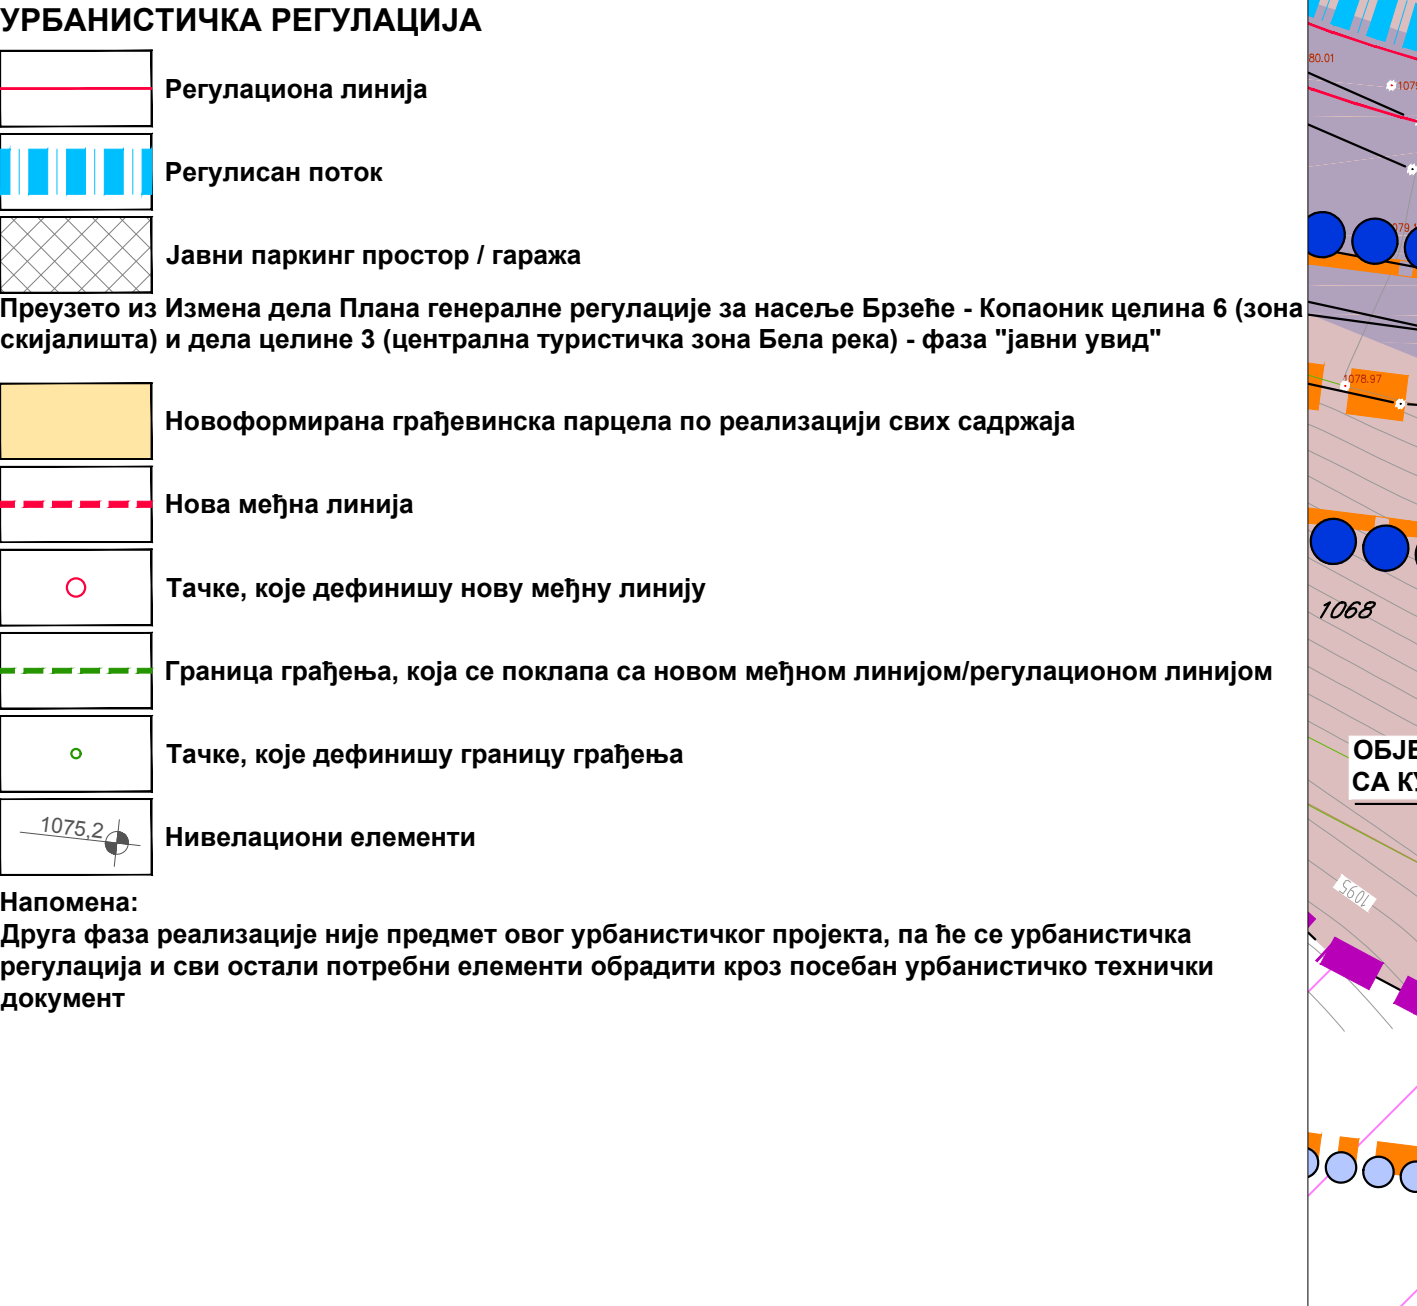 УРБАНИСТИЧКА РЕГУЛАЦИЈА
Регулациона линија
Регулисан поток
Јавни паркинг простор / гаража
Преузето из Измена дела Плана генералне регулације за насеље Брзеће - Копаоник целина 6 (зона
скијалишта) и дела целине 3 (централна туристичка зона Бела река) - фаза "јавни увид"
Новоформирана грађевинска парцела по реализацији свих садржаја
Нова међна линија
Тачке, које дефинишу нову међну линију
Граница грађења, која се поклапа са новом међном линијом/регулационом линијом
Тачке, које дефинишу границу грађења
1075,2
Нивелациони елементи
Напомена:
Друга фаза реализације није предмет овог урбанистичког пројекта, па ће се урбанистичка
регулација и сви остали потребни елементи обрадити кроз посебан урбанистичко технички
документ
80.01
1078.97
1068
СА
1095